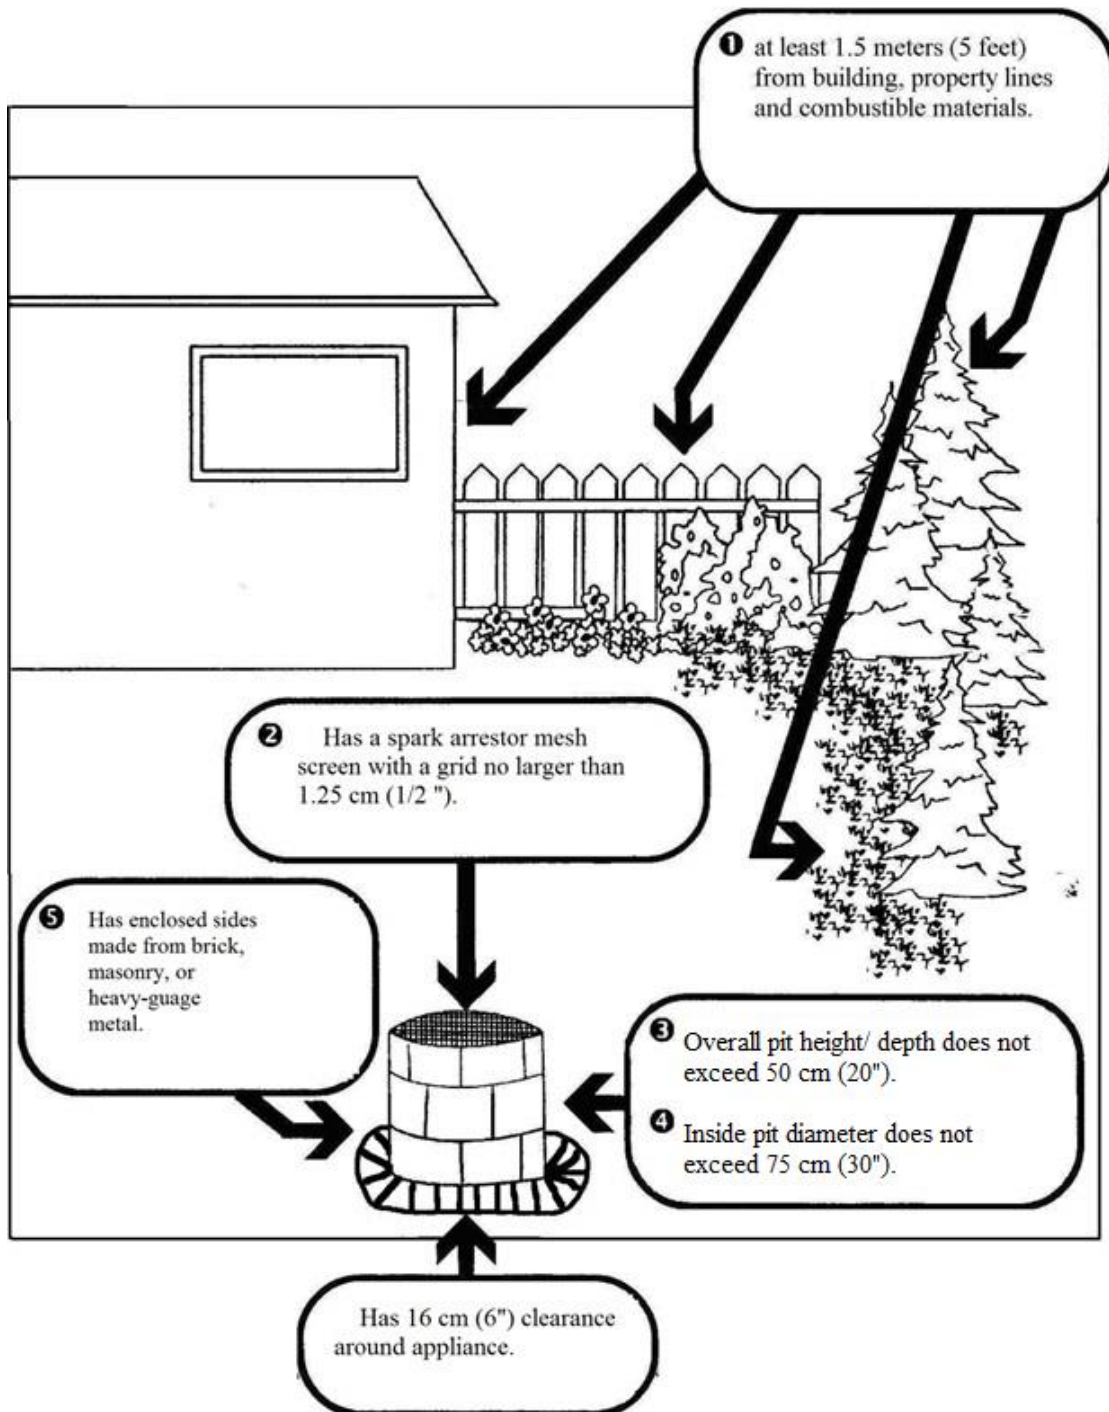 ❶ at least 1.5 meters (5 feet)
from building, property lines
and combustible materials.
❷ Has a spark arrestor mesh
screen with a grid no larger than
1.25 cm (1/2 ").
❺ Has enclosed sides
made from brick,
masonry, or
heavy-guage
metal.
❸ Overall pit height/ depth does not
exceed 50 cm (20").
❹ Inside pit diameter does not
exceed 75 cm (30").
Has 16 cm (6") clearance
around appliance.